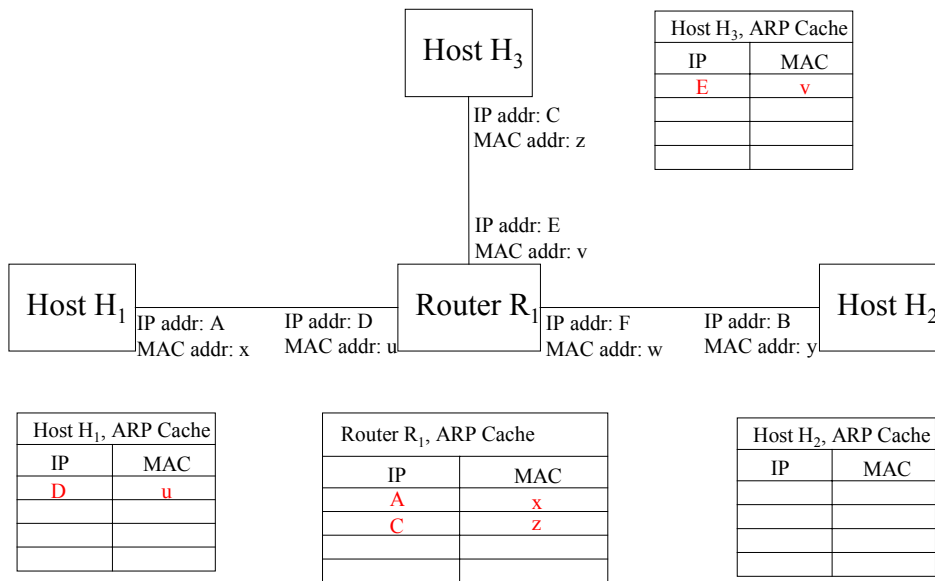 Host H₃
Host H₃, ARP Cache
IP MAC
E v
IP addr: C
MAC addr: z
IP addr: E
MAC addr: v
Host H₁
Router R₁
Host H₂
IP addr: A
MAC addr: x
IP addr: D
MAC addr: u
IP addr: F
MAC addr: w
IP addr: B
MAC addr: y
Host H₁, ARP Cache
IP MAC
D u
Router R₁, ARP Cache
IP MAC
A x
C z
Host H₂, ARP Cache
IP MAC